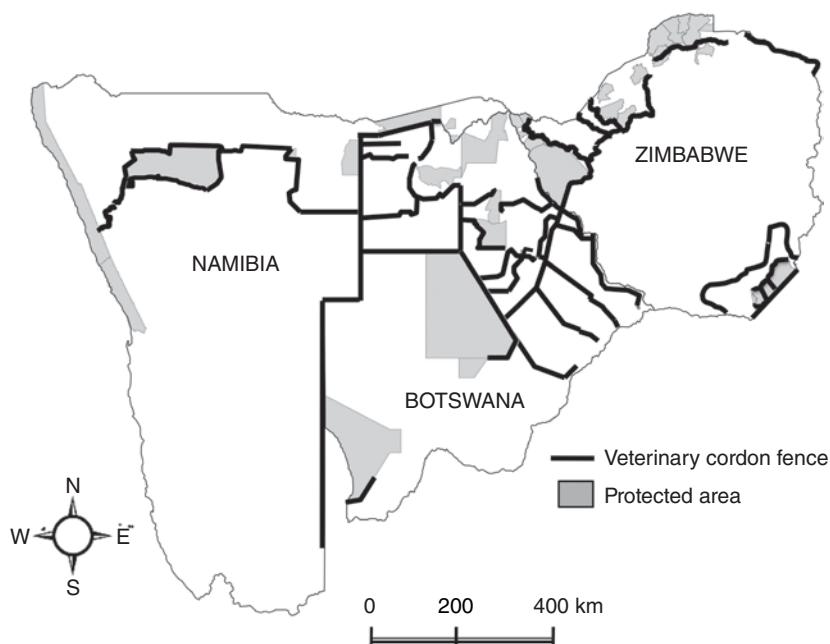 ZIMBABWE
NAMIBIA
BOTSWANA
Veterinary cordon fence
Protected area
N
W E
S
0 200 400 km